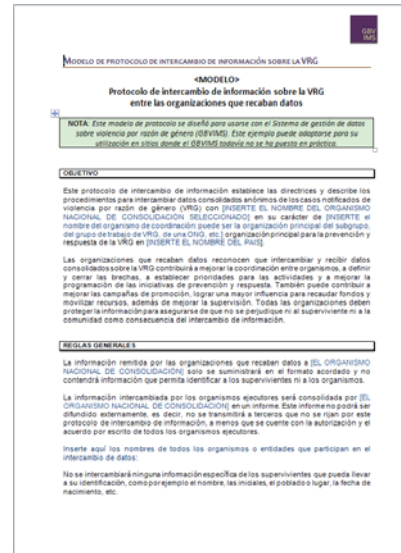 GBV
IMS
MODELO DE PROTOCOLO DE INTERCAMBIO DE INFORMACIÓN SOBRE LA VRG
<MODELO>
Protocolo de intercambio de información sobre la VRG
entre las organizaciones que recaban datos
NOTA: Este modelo de protocolo se diseñó para usarse con el Sistema de gestión de datos
sobre violencia por razón de género (GBVIMS). Este ejemplo puede adaptarse para su
utilización en sitios donde el GBVIMS todavía no se ha puesto en práctica.
OBJETIVO
Este protocolo de intercambio de información establece las directrices y describe los
procedimientos para intercambiar datos consolidados anónimos de los casos notificados de
violencia por razón de género (VRG) con [INSERTE EL NOMBRE DEL ORGANISMO
NACIONAL DE CONSOLIDACIÓN SELECCIONADO] en su carácter de [INSERTE el
nombre del organismo de coordinación: puede ser la organización principal del subgrupo,
del grupo de trabajo de VRG, de una ONG, etc.] organización principal para la prevención y
respuesta de la VRG en [INSERTE EL NOMBRE DEL PAÍS].
Las organizaciones que recaban datos reconocen que intercambiar y recibir datos
consolidados sobre la VRG contribuirá a mejorar la coordinación entre organismos, a definir
y cerrar las brechas, a establecer prioridades para las actividades y a mejorar la
programación de las iniciativas de prevención y respuesta. También puede contribuir a
mejorar las campañas de promoción, lograr una mayor influencia para recaudar fondos y
movilizar recursos, además de mejorar la supervisión. Todas las organizaciones deben
proteger la información para asegurarse de que no se perjudique ni al superviviente ni a la
comunidad como consecuencia del intercambio de información.
REGLAS GENERALES
La información remitida por las organizaciones que recaban datos a [EL ORGANISMO
NACIONAL DE CONSOLIDACIÓN] solo se suministrará en el formato acordado y no
contendrá información que permita identificar a los supervivientes ni a los organismos.
La información intercambiada por los organismos ejecutores será consolidada por [EL
ORGANISMO NACIONAL DE CONSOLIDACIÓN] en un informe. Este informe no podrá ser
difundido externamente, es decir, no se transmitirá a terceros que no se rijan por este
protocolo de intercambio de información, a menos que se cuente con la autorización y el
acuerdo por escrito de todos los organismos ejecutores.
Inserte aquí los nombres de todos los organismos o entidades que participan en el
intercambio de datos:
No se intercambiará ninguna información específica de los supervivientes que pueda llevar
a su identificación, como por ejemplo el nombre, las iniciales, el poblado o lugar, la fecha de
nacimiento, etc.